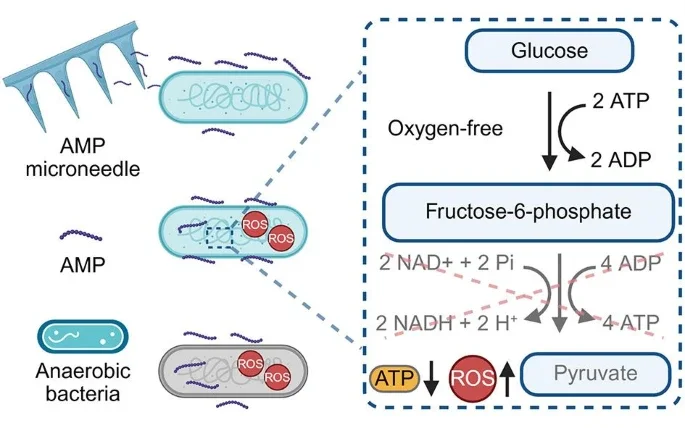 AMP
microneedle
AMP
Anaerobic
bacteria
ROS
ROS
ROS
ROS
Glucose
Oxygen-free
2 ATP
2 ADP
Fructose-6-phosphate
2 NAD+ + 2 Pi
4 ADP
2 NADH + 2 H⁺
4 ATP
ATP
ROS
Pyruvate